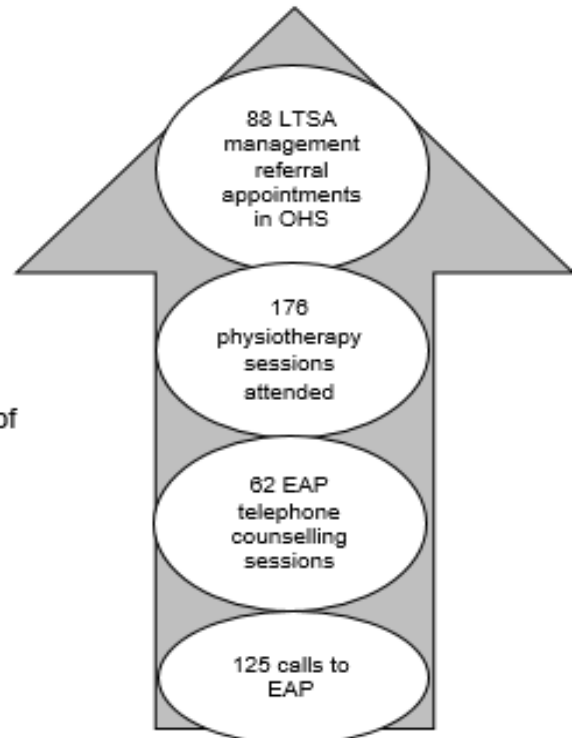 88 LTSA
management
referral
appointments
in OHS
176
physiotherapy
sessions
attended
of
62 EAP
telephone
counselling
sessions
125 calls to
EAP